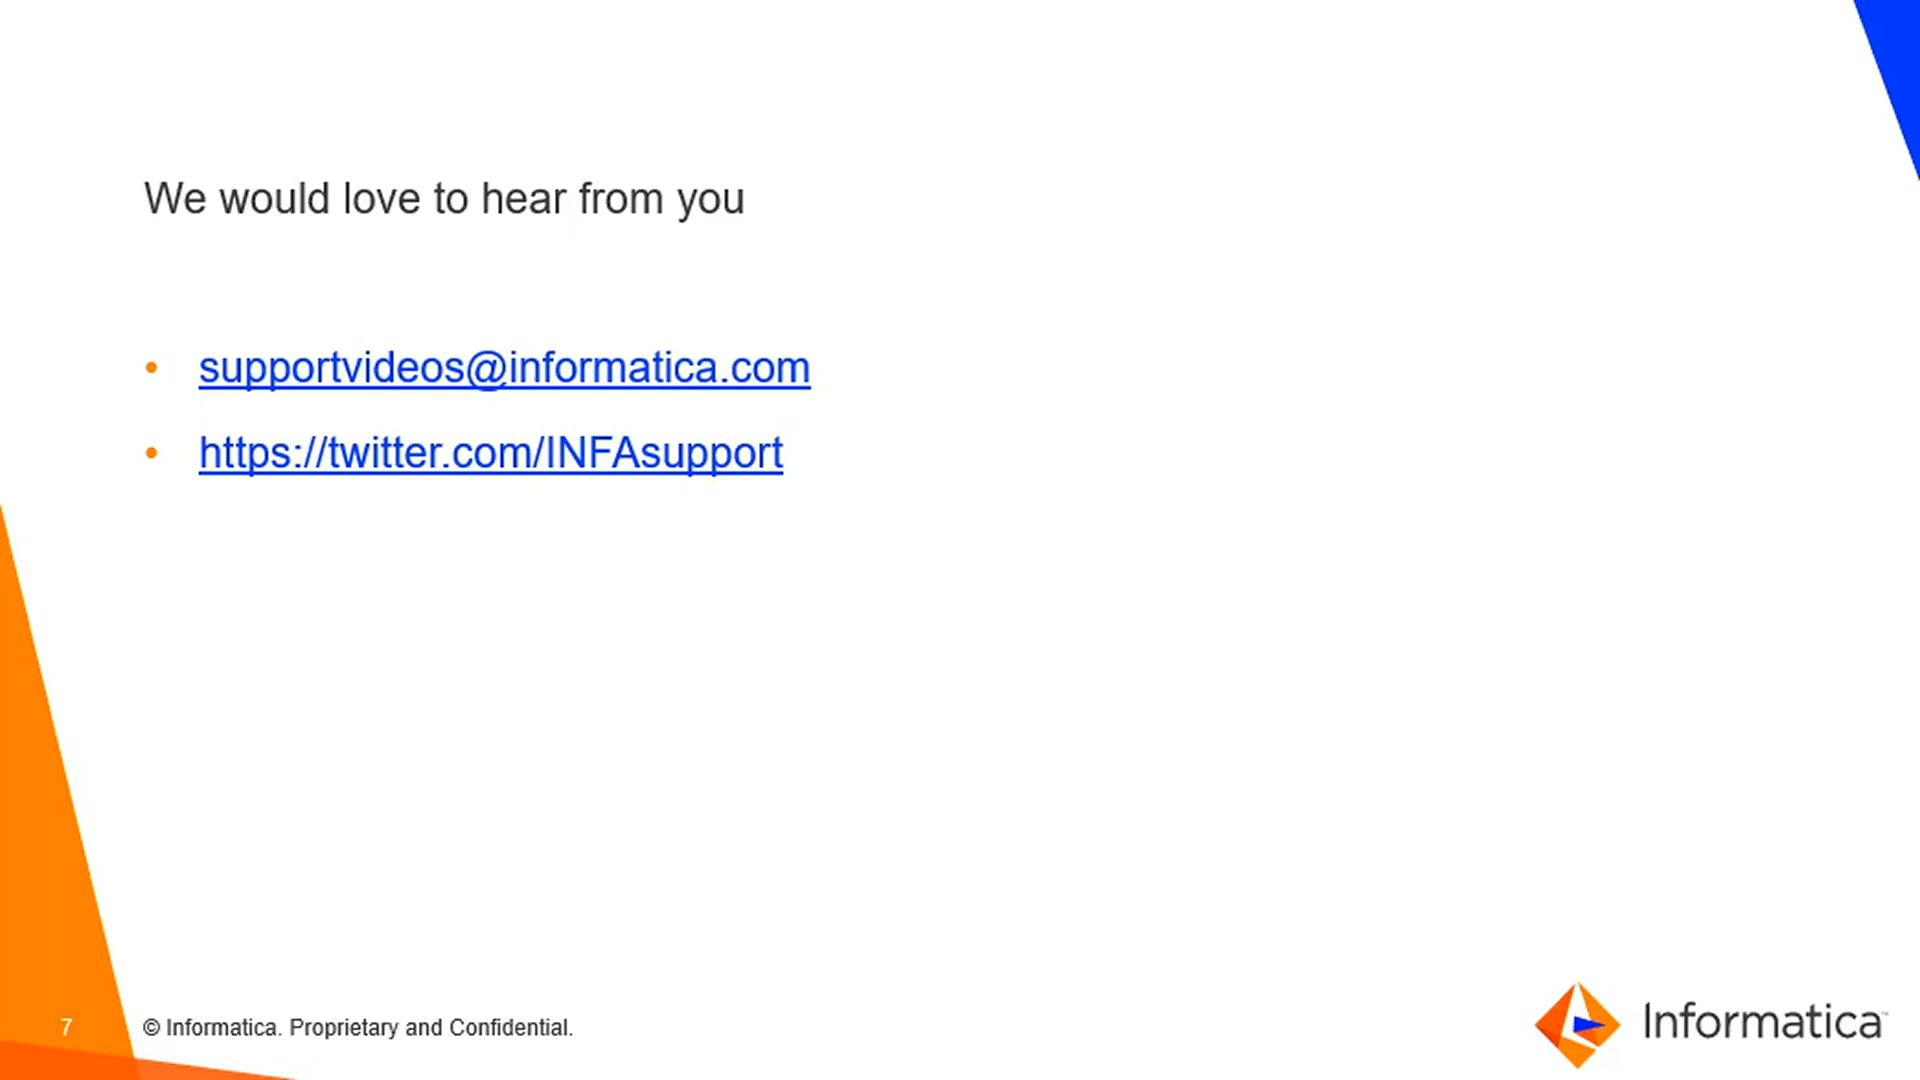 We would love to hear from you
• supportvideos@informatica.com
• https://twitter.com/INFAsupport
7
© Informatica. Proprietary and Confidential.
Informatica™